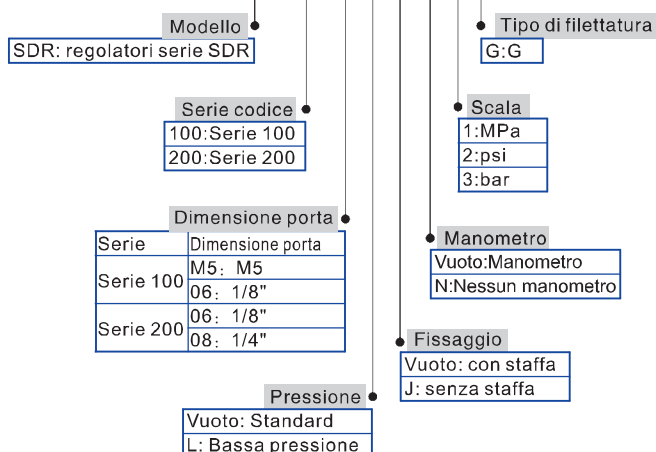 Modello
SDR: regolatori serie SDR
Tipo di filettatura
G:G
Serie codice
100:Serie 100
200:Serie 200
Scala
1:MPa
2:psi
3:bar
Dimensione porta
Serie Dimensione porta
Serie 100
M5: M5
06: 1/8"
Serie 200
06: 1/8"
08: 1/4"
Manometro
Vuoto:Manometro
N:Nessun manometro
Fissaggio
Vuoto: con staffa
J: senza staffa
Pressione
Vuoto: Standard
L: Bassa pressione